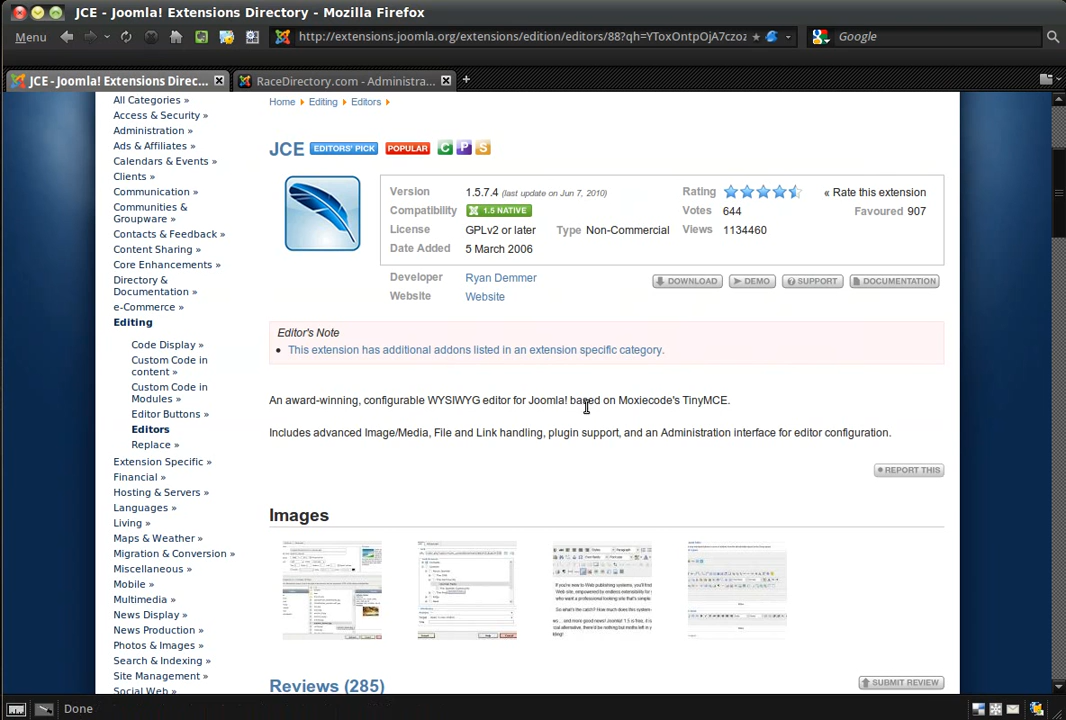 JCE - Joomla! Extensions Directory - Mozilla Firefox
Menu
http://extensions.joomla.org/extensions/edition/editors/88?qh=YToxOntpOjA7czoz
Google
JCE - Joomla! Extensions Direc...
RaceDirectory.com - Administra...
All Categories »
Access & Security »
Administration »
Ads & Affiliates »
Calendars & Events »
Clients »
Communication »
Communities &
Groupware »
Contacts & Feedback »
Content Sharing »
Core Enhancements »
Directory &
Documentation »
e-Commerce »
Editing
Code Display »
Custom Code in
content »
Custom Code in
Modules »
Editor Buttons »
Editors
Replace »
Extension Specific »
Financial »
Hosting & Servers »
Languages »
Living »
Maps & Weather »
Migration & Conversion »
Miscellaneous »
Mobile »
Multimedia »
News Display »
News Production »
Photos & Images »
Search & Indexing »
Site Management »
Social Web »
Home Editing Editors
JCE EDITORS' PICK POPULAR C P S
Version 1.5.7.4 (last update on Jun 7, 2010)
Compatibility 1.5 NATIVE
License GPLv2 or later Type Non-Commercial
Date Added 5 March 2006
Rating « Rate this extension
Votes 644 Favoured 907
Views 1134460
Developer Ryan Demmer
Website Website
DOWNLOAD DEMO SUPPORT DOCUMENTATION
Editor's Note
This extension has additional addons listed in an extension specific category.
An award-winning, configurable WYSIWYG editor for Joomla! based on Moxiecode's TinyMCE.
Includes advanced Image/Media, File and Link handling, plugin support, and an Administration interface for editor configuration.
REPORT THIS
Images
Reviews (285)
SUBMIT REVIEW
Done